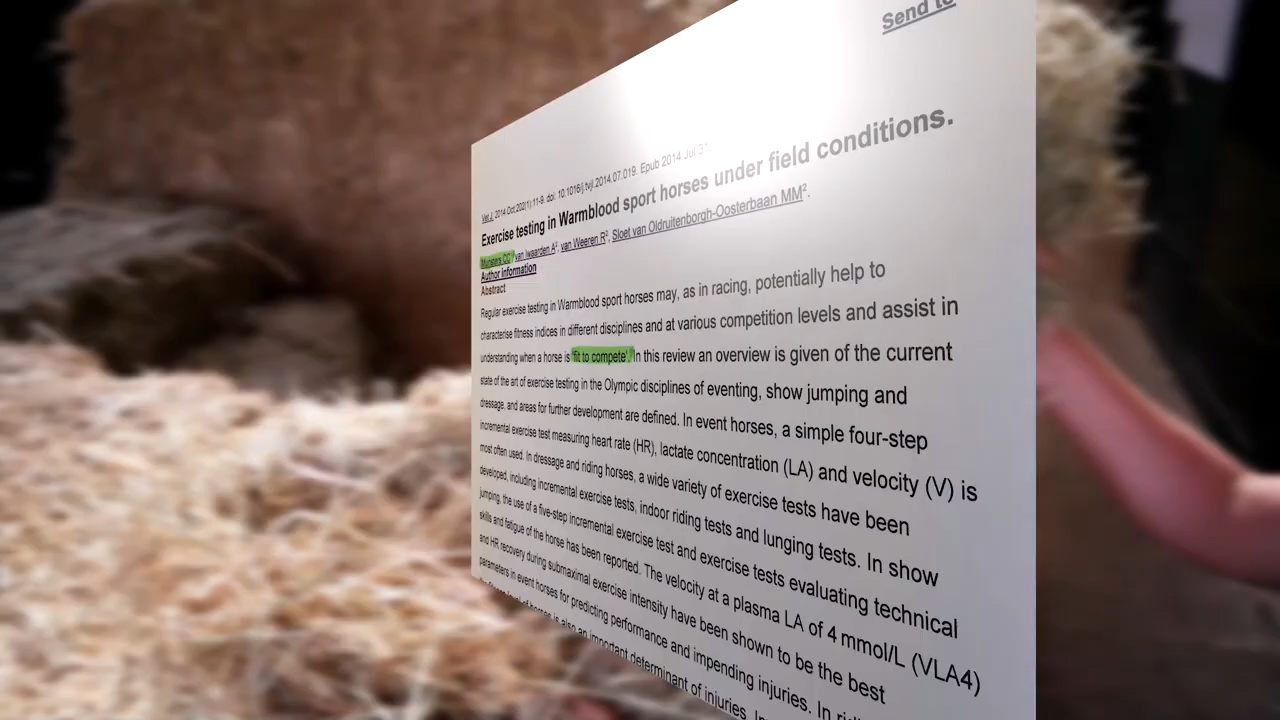 Send to
Vet J. 2014 Oct;202(1):11-9. doi: 10.1016/j.tvjl.2014.07.019. Epub 2014 Jul 31
Exercise testing in Warmblood sport horses under field conditions.
Munsters CC¹, van Iwaarden A², van Weeren R², Sloet van Oldruitenborgh-Oosterbaan MM².
Author information
Abstract
Regular exercise testing in Warmblood sport horses may, as in racing, potentially help to
characterise fitness indices in different disciplines and at various competition levels and assist in
understanding when a horse is 'fit to compete'. In this review an overview is given of the current
state of the art of exercise testing in the Olympic disciplines of eventing, show jumping and
dressage, and areas for further development are defined. In event horses, a simple four-step
incremental exercise test measuring heart rate (HR), lactate concentration (LA) and velocity (V) is
most often used. In dressage and riding horses, a wide variety of exercise tests have been
developed, including incremental exercise tests, indoor riding tests and lunging tests. In show
jumping, the use of a five-step incremental exercise test and exercise tests evaluating technical
skills and fatigue of the horse has been reported. The velocity at a plasma LA of 4 mmol/L (VLA4)
and HR recovery during submaximal exercise intensity have been shown to be the best
parameters in event horses for predicting performance and impending injuries. In
is also an important determinant of injuries.